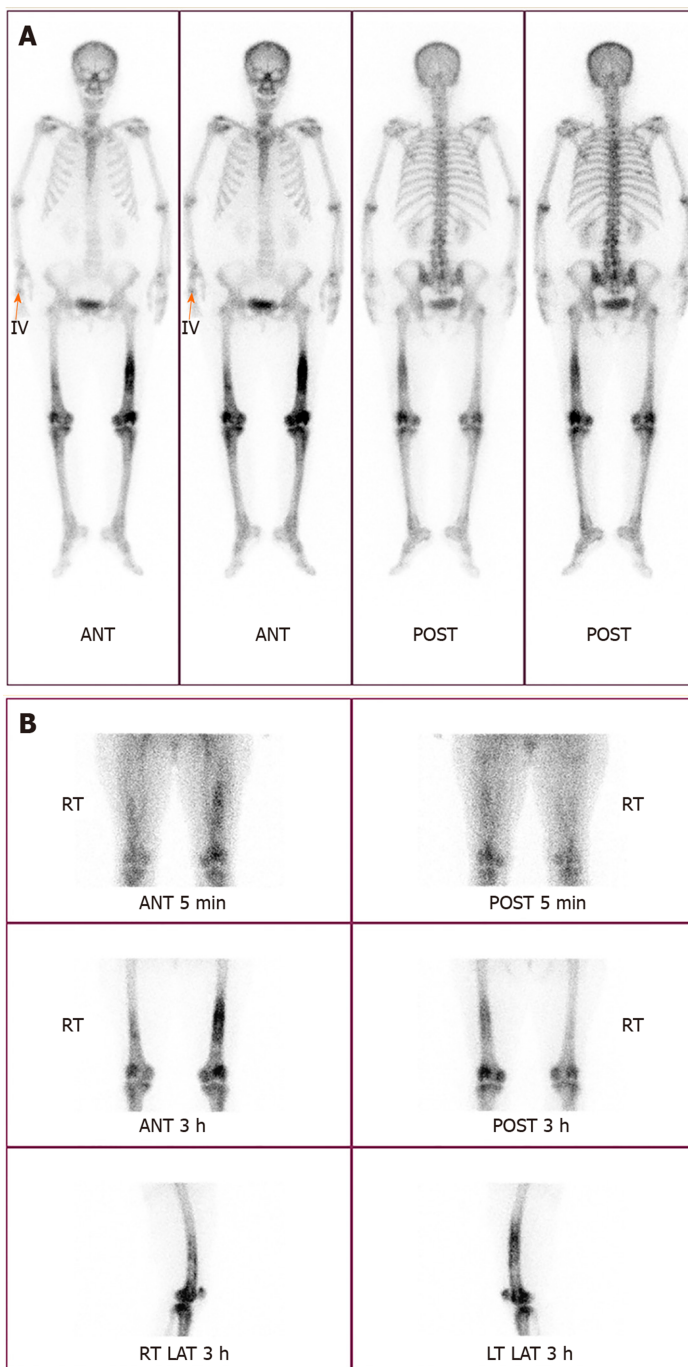 A
IV
IV
ANT
ANT
POST
POST
B
RT
RT
ANT 5 min
POST 5 min
RT
RT
ANT 3 h
POST 3 h
RT LAT 3 h
LT LAT 3 h